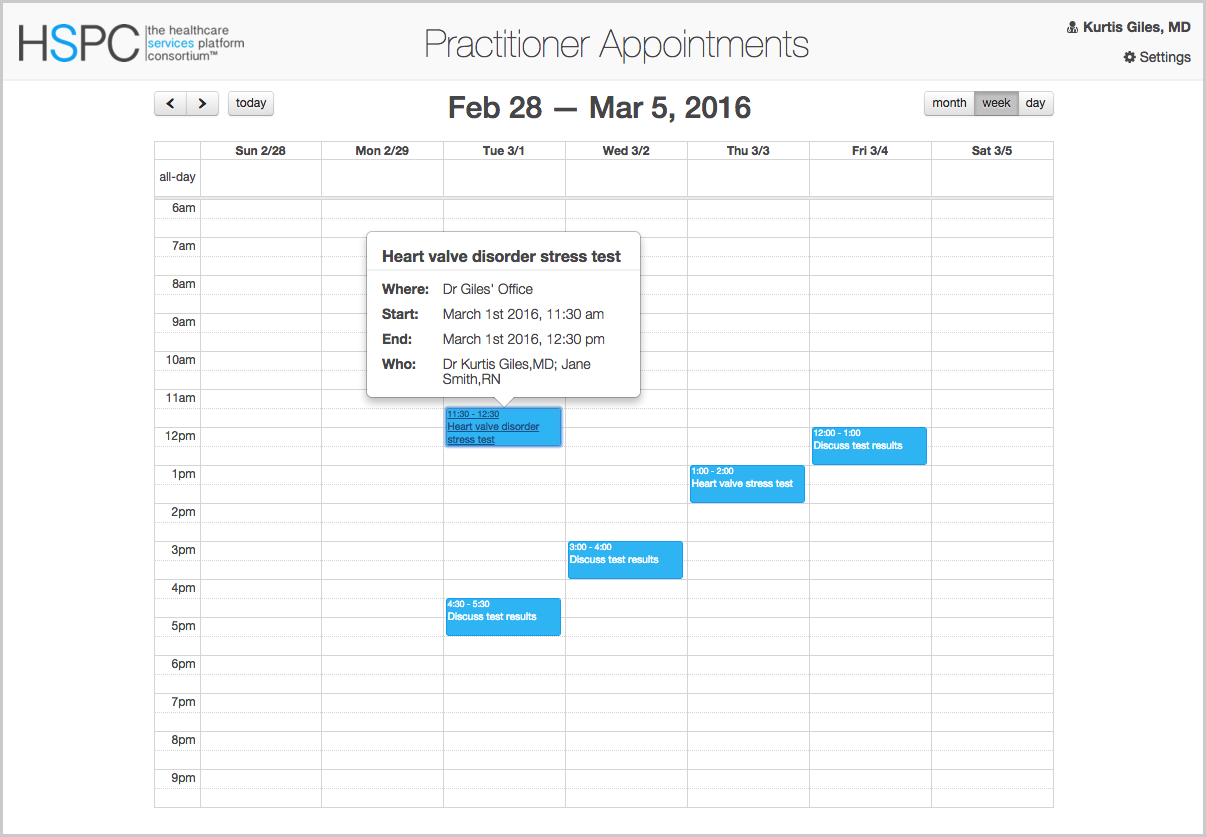 HSPC
the healthcare
services platform
consortium™
Practitioner Appointments
Kurtis Giles, MD
Settings
today
Feb 28 — Mar 5, 2016
month week day
Sun 2/28 Mon 2/29 Tue 3/1 Wed 3/2 Thu 3/3 Fri 3/4 Sat 3/5
all-day
6am
7am
Heart valve disorder stress test
Where: Dr Giles' Office
Start: March 1st 2016, 11:30 am
End: March 1st 2016, 12:30 pm
Who: Dr Kurtis Giles,MD; Jane
Smith,RN
8am
9am
10am
11am
11:30 - 12:30
Heart valve disorder
stress test
12pm
12:00 - 1:00
Discuss test results
1pm
1:00 - 2:00
Heart valve stress test
2pm
3pm
3:00 - 4:00
Discuss test results
4pm
4:30 - 5:30
Discuss test results
5pm
6pm
7pm
8pm
9pm